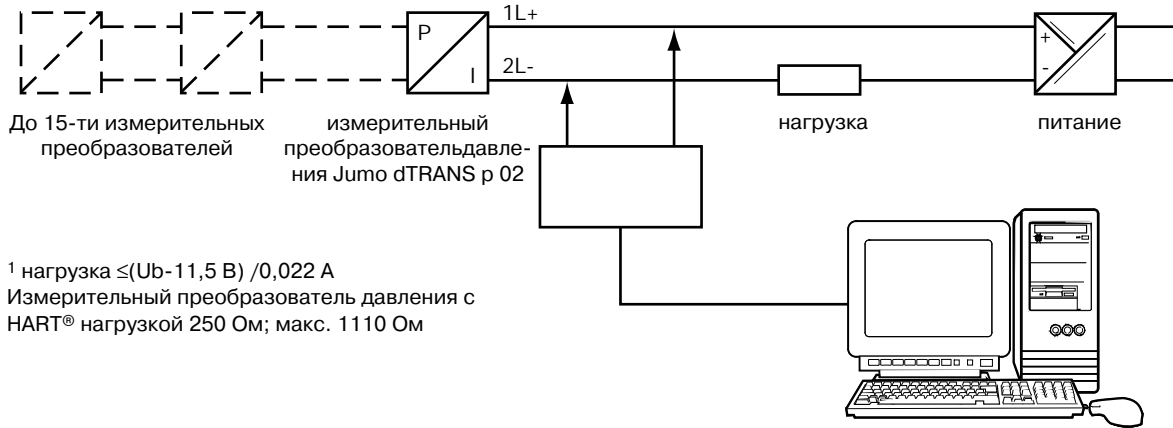 P
I
1L+
2L-
+
-
До 15-ти измерительных
преобразователей
измерительный
преобразовательдавле-
ния Jumo dTRANS p 02
нагрузка
питание
¹ нагрузка ≤(Ub-11,5 В) /0,022 А
Измерительный преобразователь давления с
HART® нагрузкой 250 Ом; макс. 1110 Ом